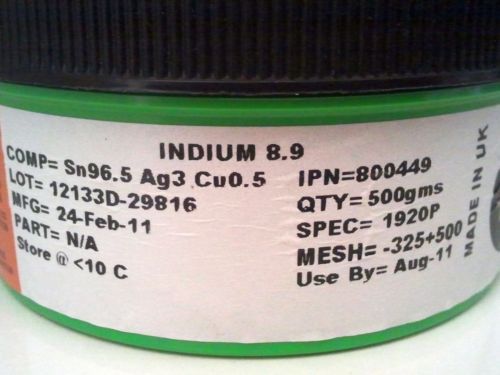 INDIUM 8.9
COMP= Sn96.5 Ag3 Cu0.5
LOT= 12133D-29816
MFG= 24-Feb-11
PART= N/A
Store @ <10 C
IPN=800449
QTY= 500gms
SPEC= 1920P
MESH= -325+500
Use By= Aug-11
MADE IN UK